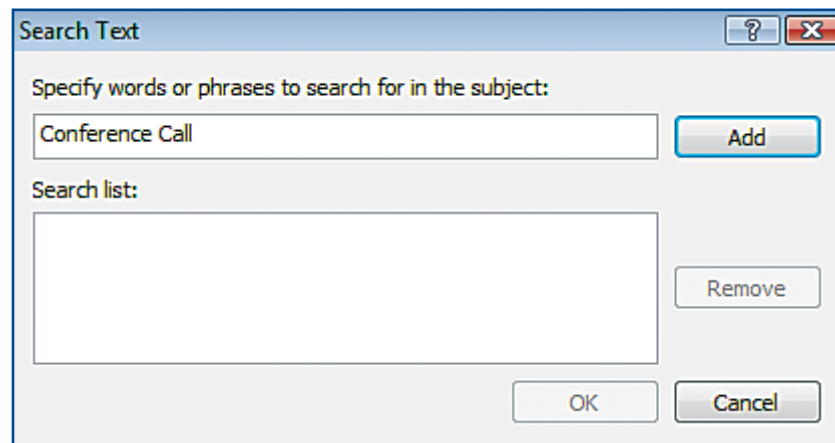 Search Text
?
Specify words or phrases to search for in the subject:
Conference Call
Add
Search list:
Remove
OK
Cancel